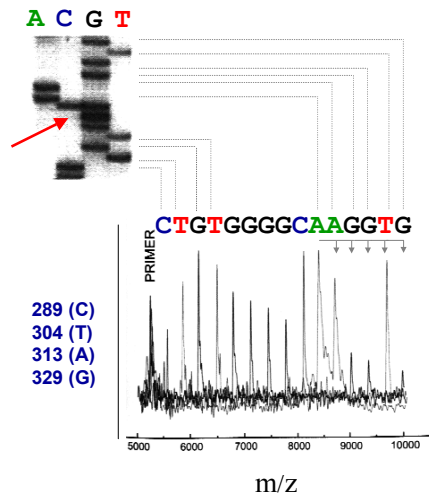 A C G T
CTGTGGGGCAAGGTG
PRIMER
289 (C)
304 (T)
313 (A)
329 (G)
5000 6000 7000 8000 9000 10000
m/z